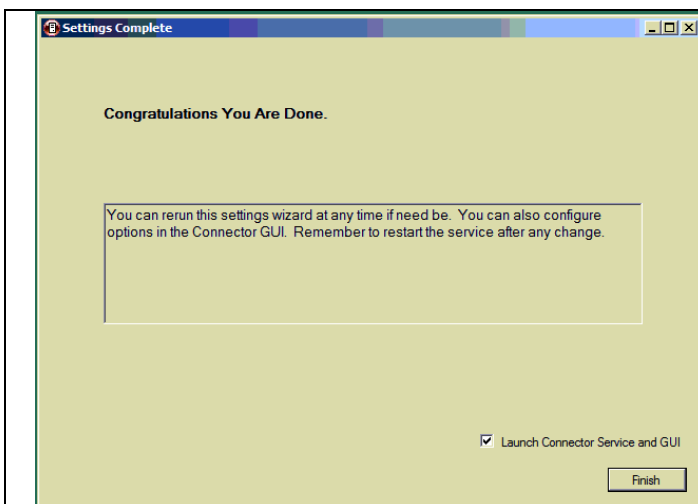 Settings Complete
Congratulations You Are Done.
You can rerun this settings wizard at any time if need be.  You can also configure
options in the Connector GUI.  Remember to restart the service after any change.
Launch Connector Service and GUI
Finish